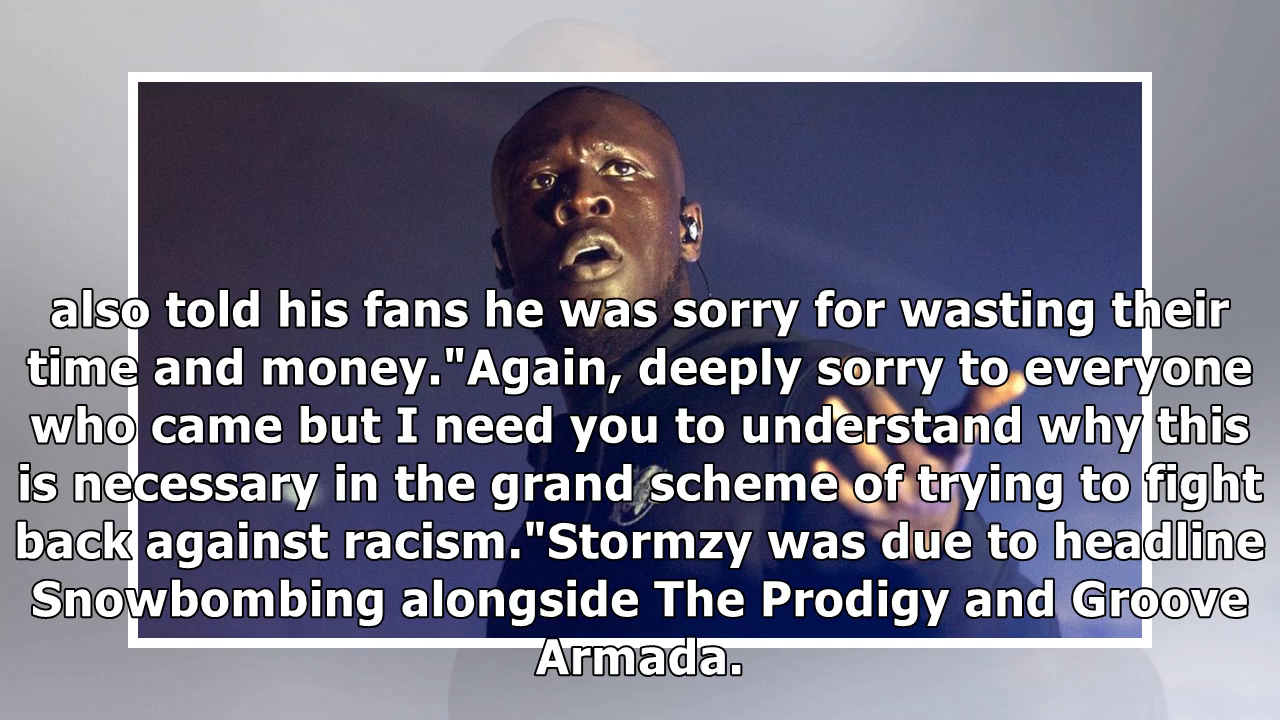 also told his fans he was sorry for wasting their
time and money."Again, deeply sorry to everyone
who came but I need you to understand why this
is necessary in the grand scheme of trying to fight
back against racism."Stormzy was due to headline
Snowbombing alongside The Prodigy and Groove
Armada.